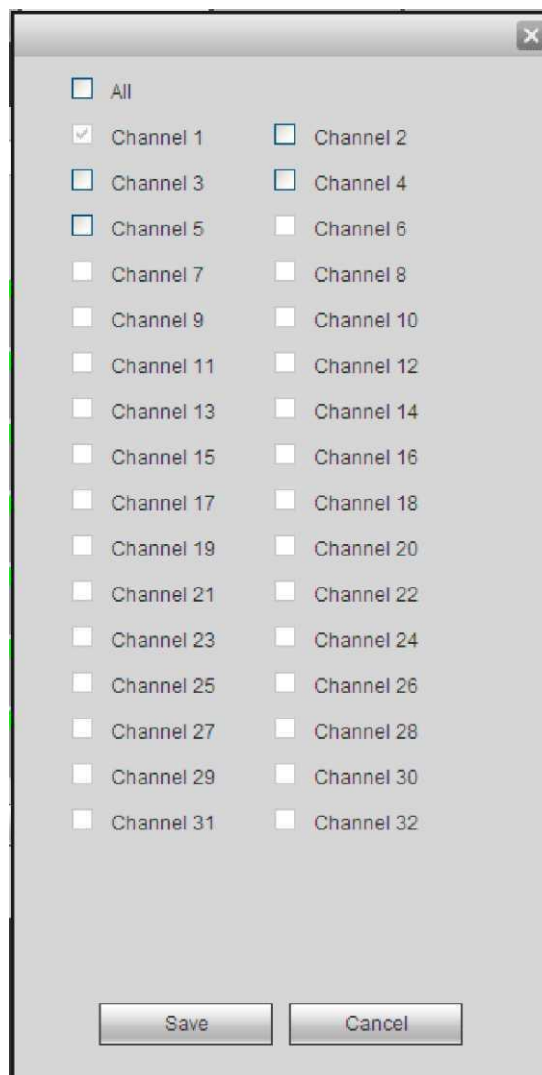 All
Channel 1 Channel 2
Channel 3 Channel 4
Channel 5 Channel 6
Channel 7 Channel 8
Channel 9 Channel 10
Channel 11 Channel 12
Channel 13 Channel 14
Channel 15 Channel 16
Channel 17 Channel 18
Channel 19 Channel 20
Channel 21 Channel 22
Channel 23 Channel 24
Channel 25 Channel 26
Channel 27 Channel 28
Channel 29 Channel 30
Channel 31 Channel 32
Save Cancel